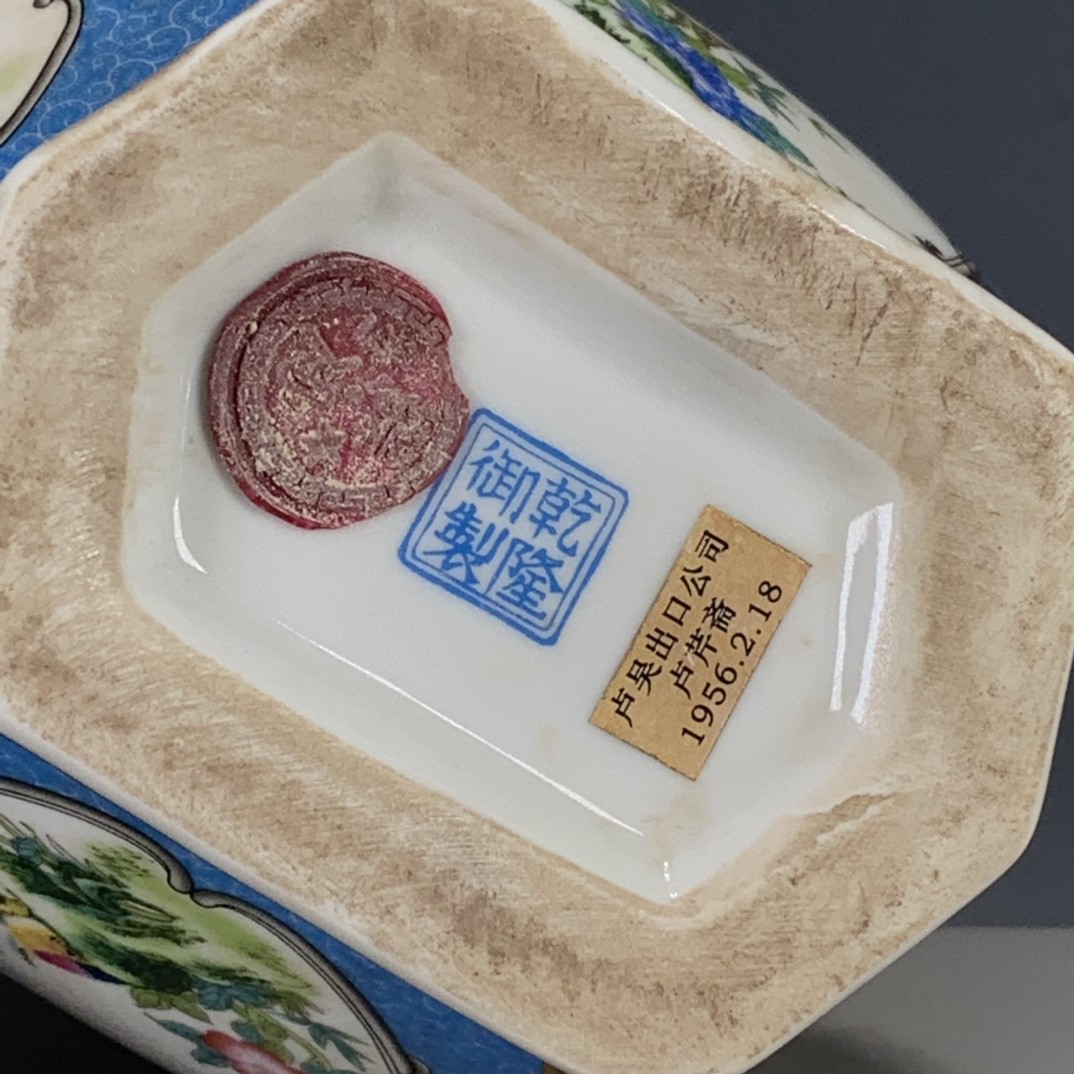 乾隆
御製
卢吴出口公司
卢芹斋
1956.2.18